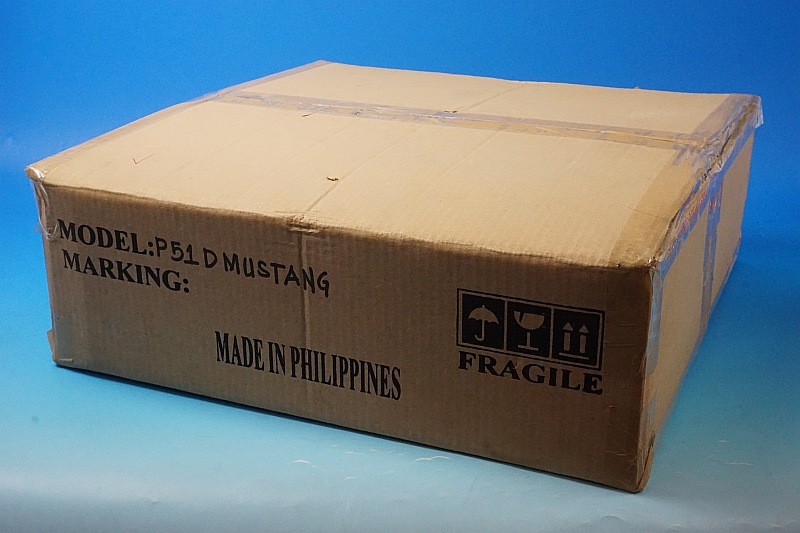 MODEL:P51D MUSTANG
MARKING:
MADE IN PHILIPPINES
FRAGILE